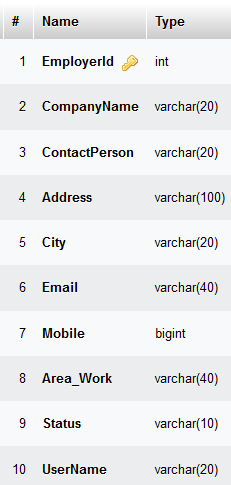 # Name Type
1 EmployerId int
2 CompanyName varchar(20)
3 ContactPerson varchar(20)
4 Address varchar(100)
5 City varchar(20)
6 Email varchar(40)
7 Mobile bigint
8 Area_Work varchar(40)
9 Status varchar(10)
10 UserName varchar(20)